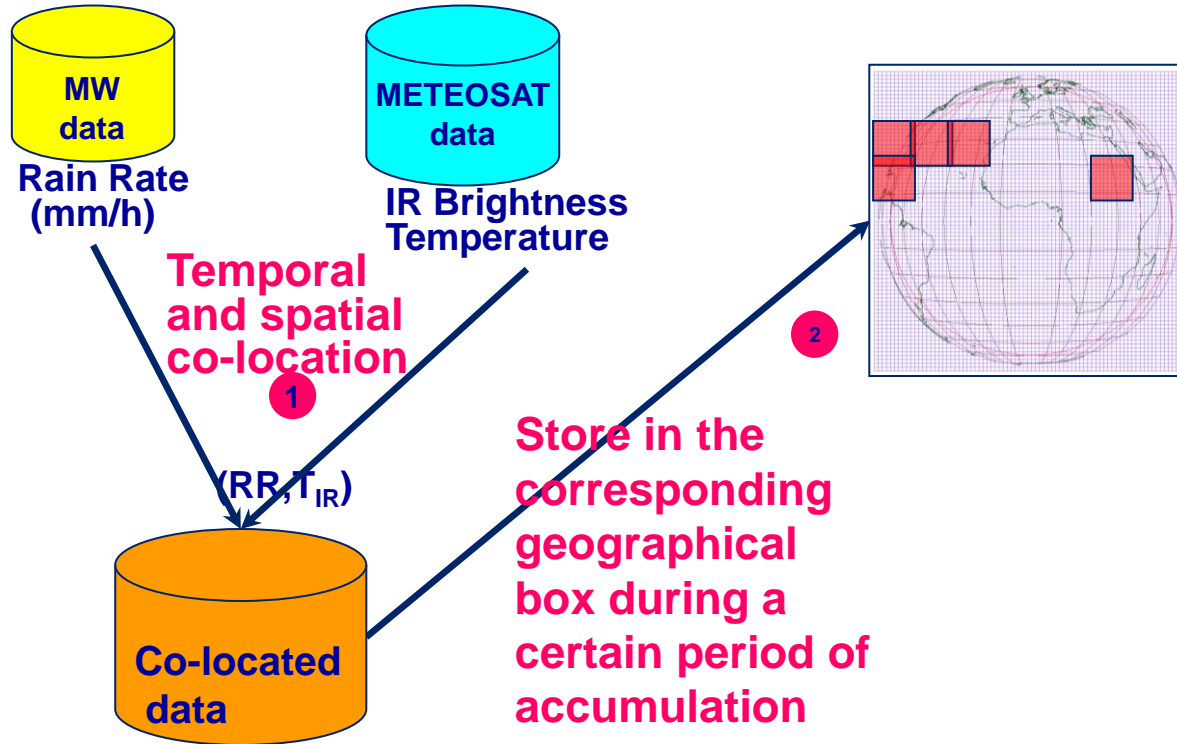 MW
data
Rain Rate
(mm/h)
METEOSAT
data
IR Brightness
Temperature
Temporal
and spatial
co-location
1
(RR,TIR)
Co-located
data
2
Store in the
corresponding
geographical
box during a
certain period of
accumulation